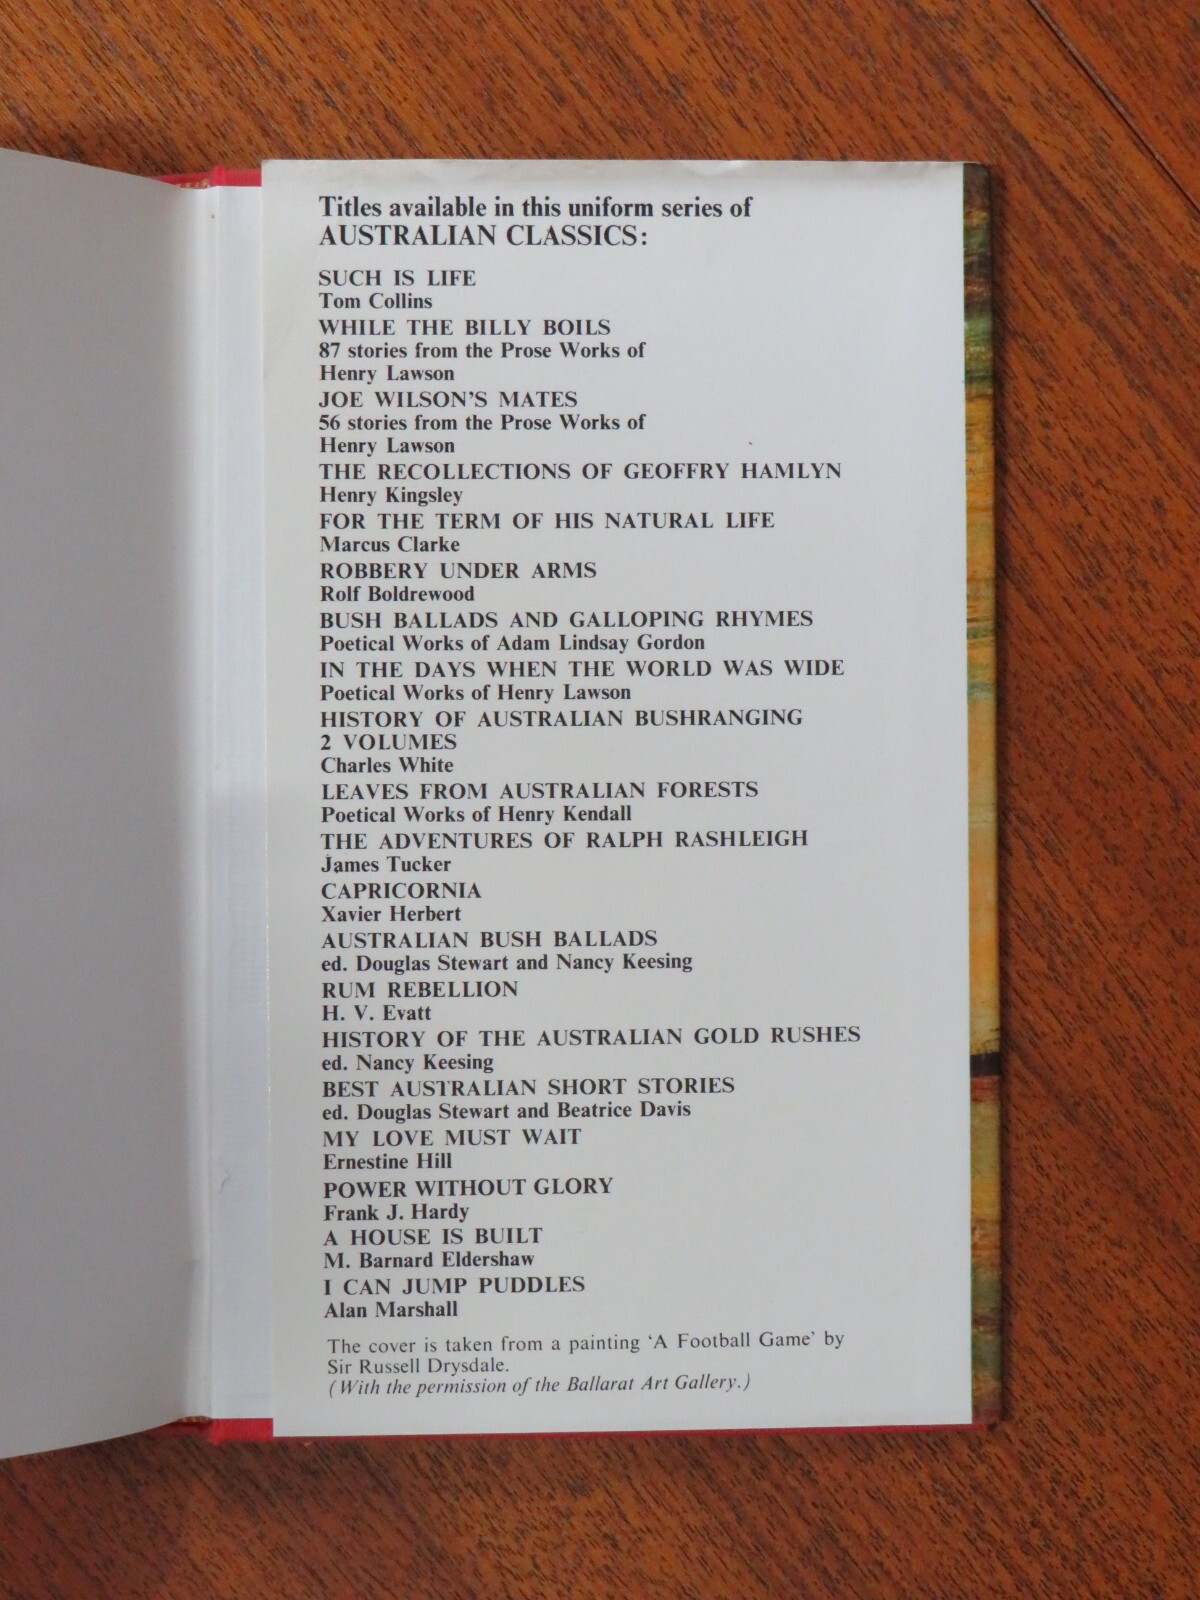 Titles available in this uniform series of
AUSTRALIAN CLASSICS:
SUCH IS LIFE
Tom Collins
WHILE THE BILLY BOILS
87 stories from the Prose Works of
Henry Lawson
JOE WILSON'S MATES
56 stories from the Prose Works of
Henry Lawson
THE RECOLLECTIONS OF GEOFFRY HAMLYN
Henry Kingsley
FOR THE TERM OF HIS NATURAL LIFE
Marcus Clarke
ROBBERY UNDER ARMS
Rolf Boldrewood
BUSH BALLADS AND GALLOPING RHYMES
Poetical Works of Adam Lindsay Gordon
IN THE DAYS WHEN THE WORLD WAS WIDE
Poetical Works of Henry Lawson
HISTORY OF AUSTRALIAN BUSHRANGING
2 VOLUMES
Charles White
LEAVES FROM AUSTRALIAN FORESTS
Poetical Works of Henry Kendall
THE ADVENTURES OF RALPH RASHLEIGH
James Tucker
CAPRICORNIA
Xavier Herbert
AUSTRALIAN BUSH BALLADS
ed. Douglas Stewart and Nancy Keesing
RUM REBELLION
H. V. Evatt
HISTORY OF THE AUSTRALIAN GOLD RUSHES
ed. Nancy Keesing
BEST AUSTRALIAN SHORT STORIES
ed. Douglas Stewart and Beatrice Davis
MY LOVE MUST WAIT
Ernestine Hill
POWER WITHOUT GLORY
Frank J. Hardy
A HOUSE IS BUILT
M. Barnard Eldershaw
I CAN JUMP PUDDLES
Alan Marshall
The cover is taken from a painting 'A Football Game' by
Sir Russell Drysdale.
(With the permission of the Ballarat Art Gallery.)